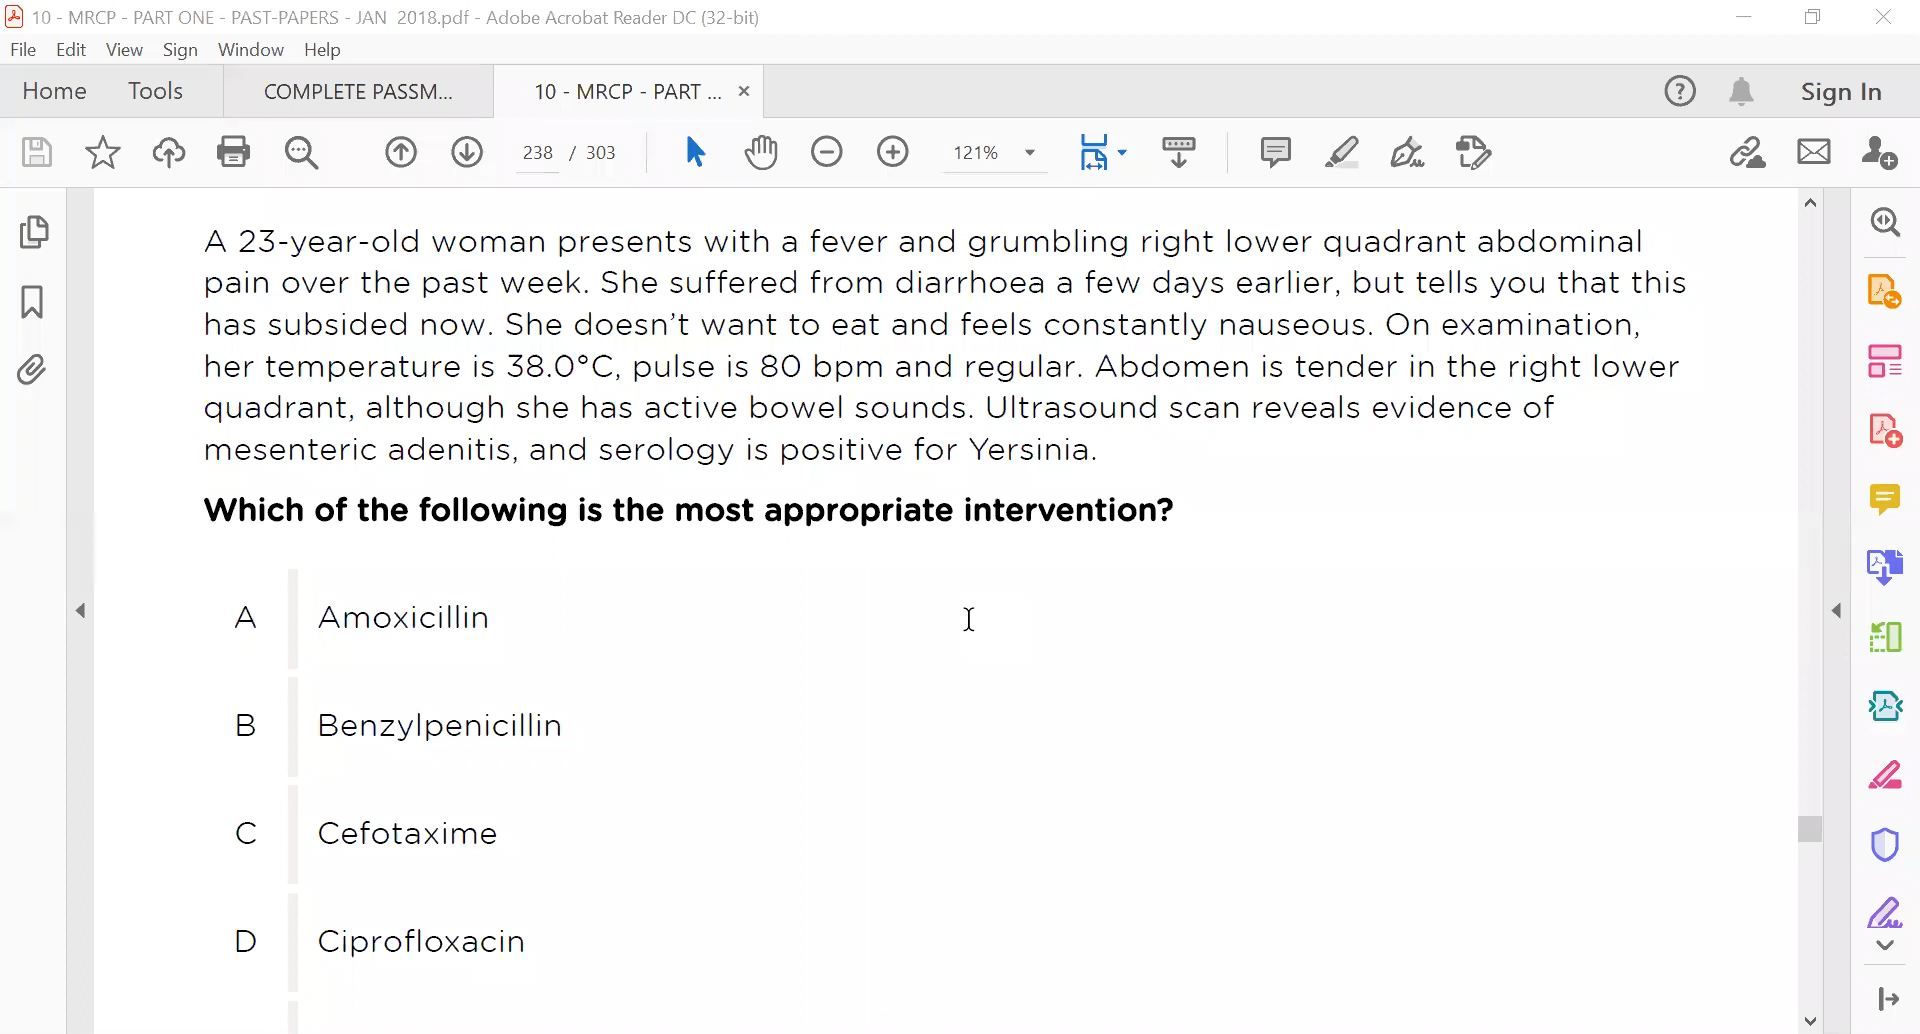 10 - MRCP - PART ONE - PAST-PAPERS - JAN 2018.pdf - Adobe Acrobat Reader DC (32-bit)
File Edit View Sign Window Help
Home Tools COMPLETE PASSM... 10 - MRCP - PART ... × Sign In
238 / 303 121%
A 23-year-old woman presents with a fever and grumbling right lower quadrant abdominal
pain over the past week. She suffered from diarrhoea a few days earlier, but tells you that this
has subsided now. She doesn't want to eat and feels constantly nauseous. On examination,
her temperature is 38.0°C, pulse is 80 bpm and regular. Abdomen is tender in the right lower
quadrant, although she has active bowel sounds. Ultrasound scan reveals evidence of
mesenteric adenitis, and serology is positive for Yersinia.
Which of the following is the most appropriate intervention?
A Amoxicillin
B Benzylpenicillin
C Cefotaxime
D Ciprofloxacin